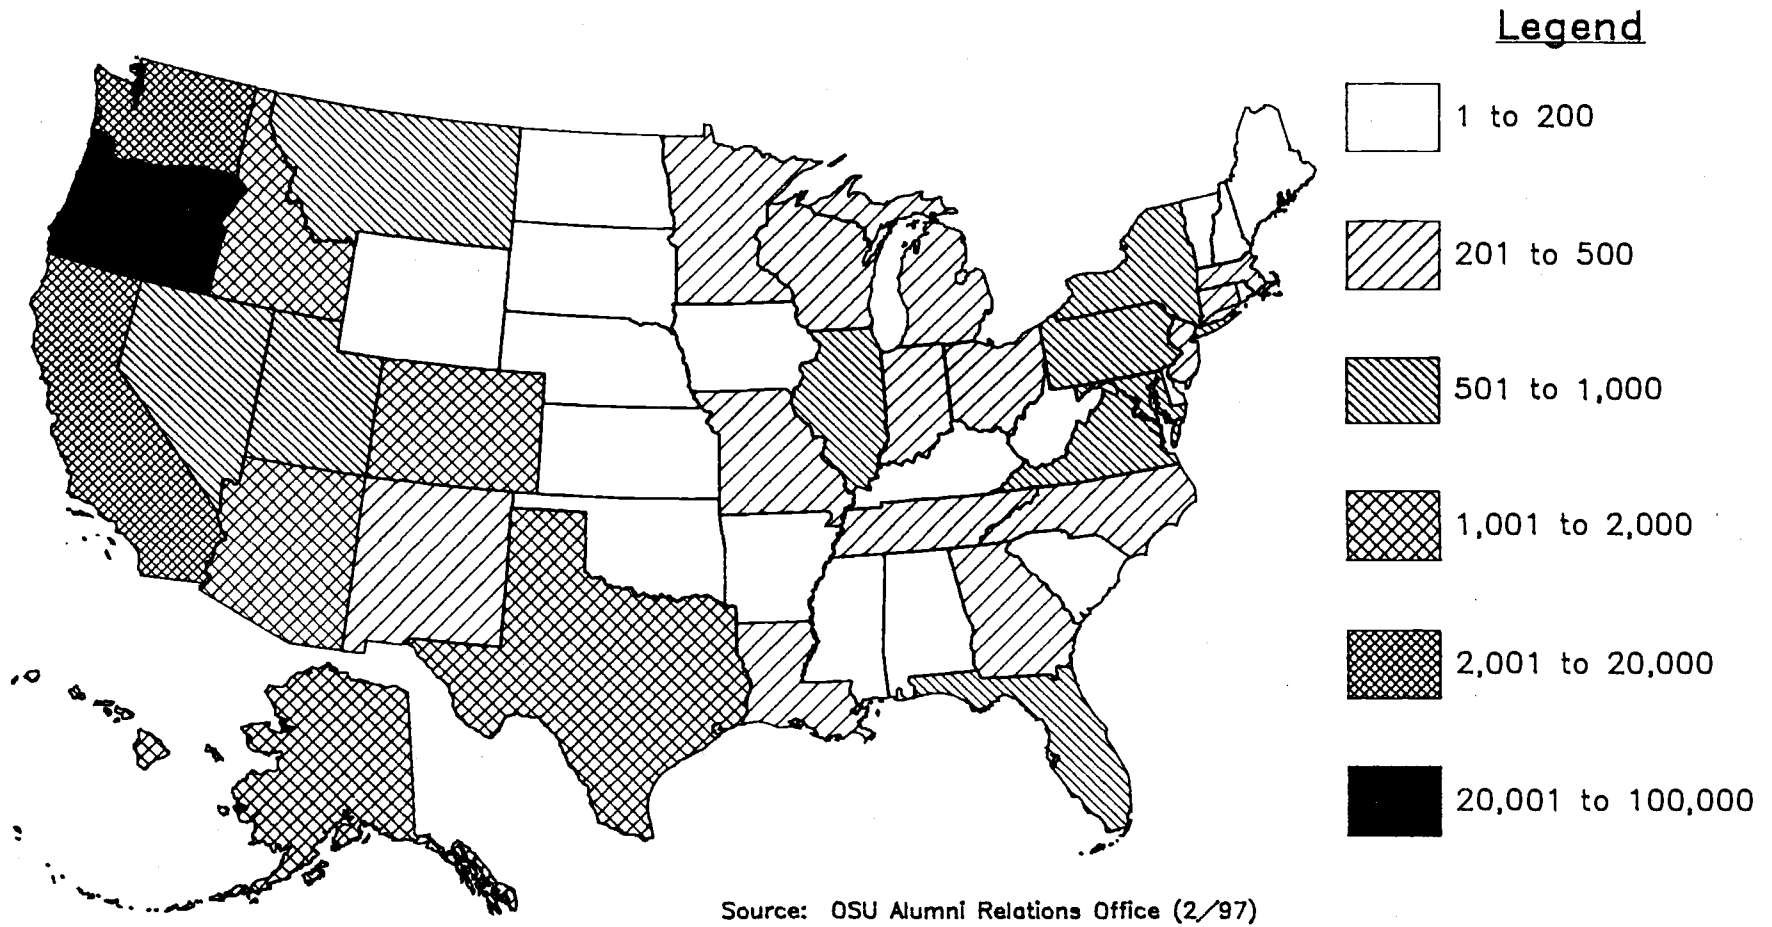 Legend
1 to 200
201 to 500
501 to 1,000
1,001 to 2,000
2,001 to 20,000
20,001 to 100,000
Source: OSU Alumni Relations Office (2/97)